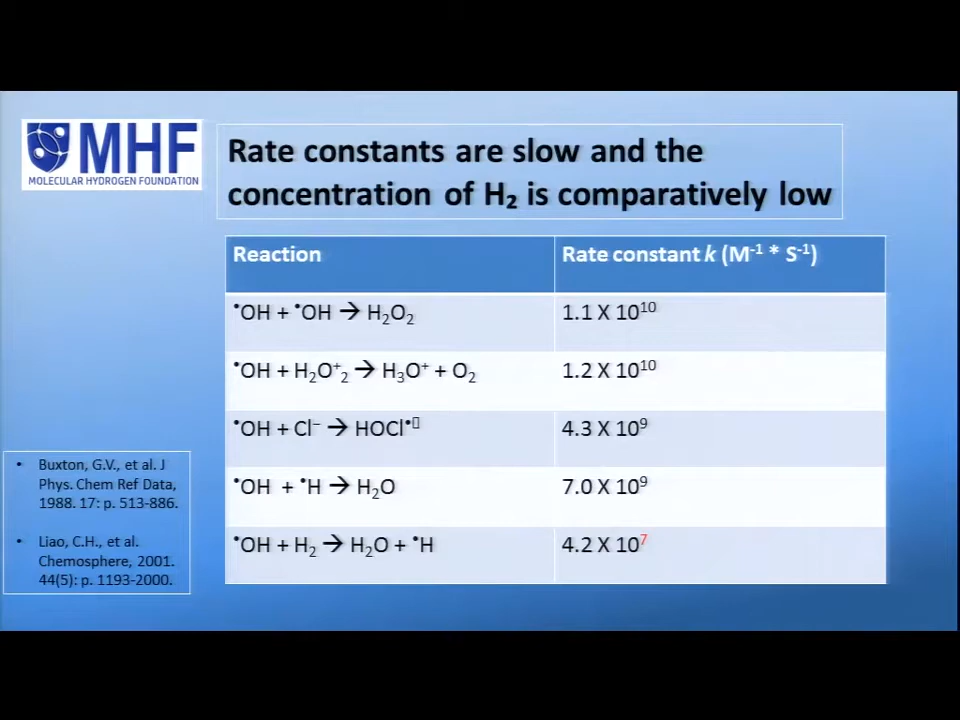 MHF
MOLECULAR HYDROGEN FOUNDATION
Rate constants are slow and the
concentration of H₂ is comparatively low
Reaction Rate constant k (M⁻¹ * S⁻¹)
•OH + •OH → H₂O₂ 1.1 X 10¹⁰
•OH + H₂O⁺₂ → H₃O⁺ + O₂ 1.2 X 10¹⁰
•OH + Cl⁻ → HOCl•▯ 4.3 X 10⁹
•OH + •H → H₂O 7.0 X 10⁹
•OH + H₂ → H₂O + •H 4.2 X 10⁷
• Buxton, G.V., et al. J
Phys. Chem Ref Data,
1988. 17: p. 513-886.
• Liao, C.H., et al.
Chemosphere, 2001.
44(5): p. 1193-2000.